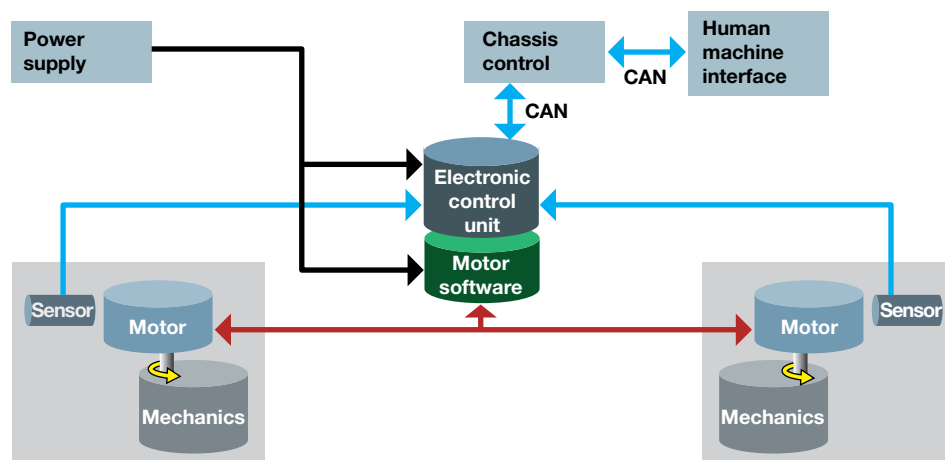 Power
supply
Chassis
control
Human
machine
interface
CAN
CAN
Electronic
control
unit
Motor
software
Sensor
Motor
Mechanics
Motor
Sensor
Mechanics